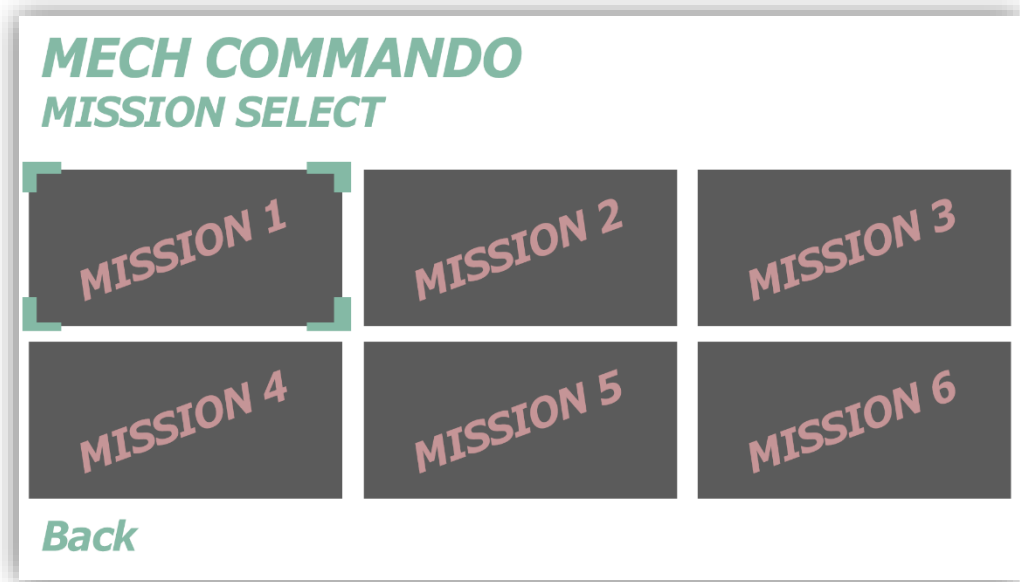 MECH COMMANDO
MISSION SELECT
MISSION 1
MISSION 2
MISSION 3
MISSION 4
MISSION 5
MISSION 6
Back